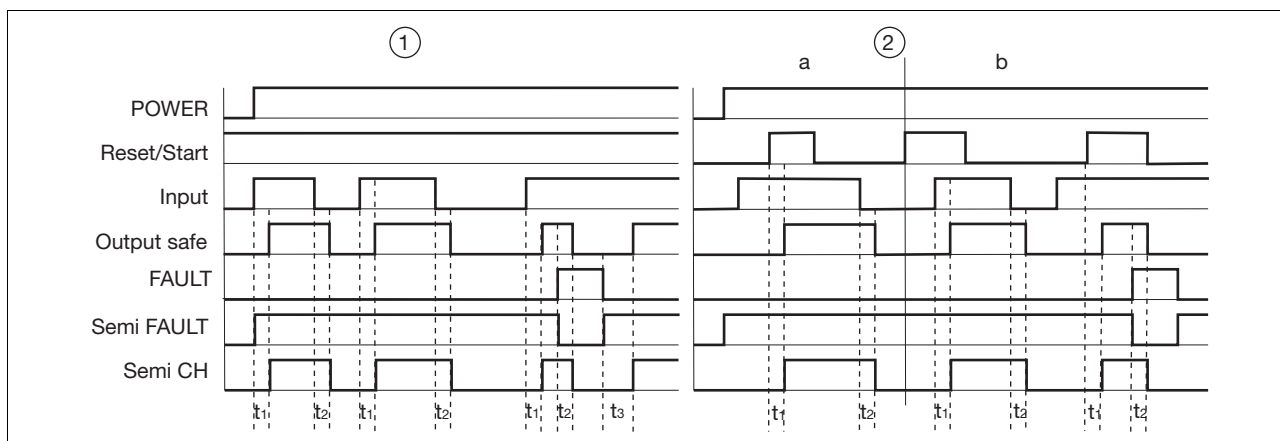 ① ②
a b
POWER
Reset/Start
Input
Output safe
FAULT
Semi FAULT
Semi CH
t1 t2 t1 t2 t1 t2 t3 t1 t2 t1 t2 t1 t2